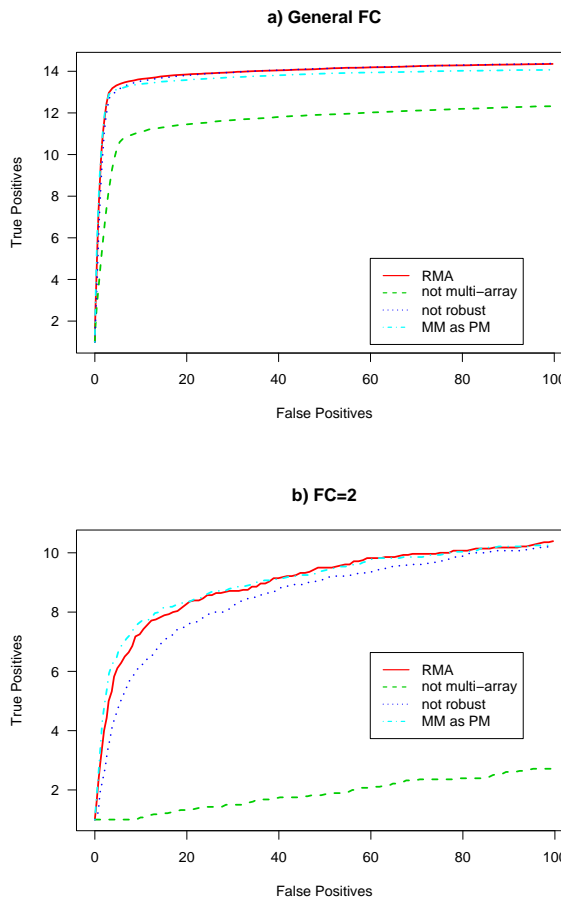 a) General FC
True Positives
14
12
10
8
6
4
2
RMA
not multi−array
not robust
MM as PM
0 20 40 60 80 100
False Positives
b) FC=2
True Positives
10
8
6
4
2
RMA
not multi−array
not robust
MM as PM
0 20 40 60 80 100
False Positives